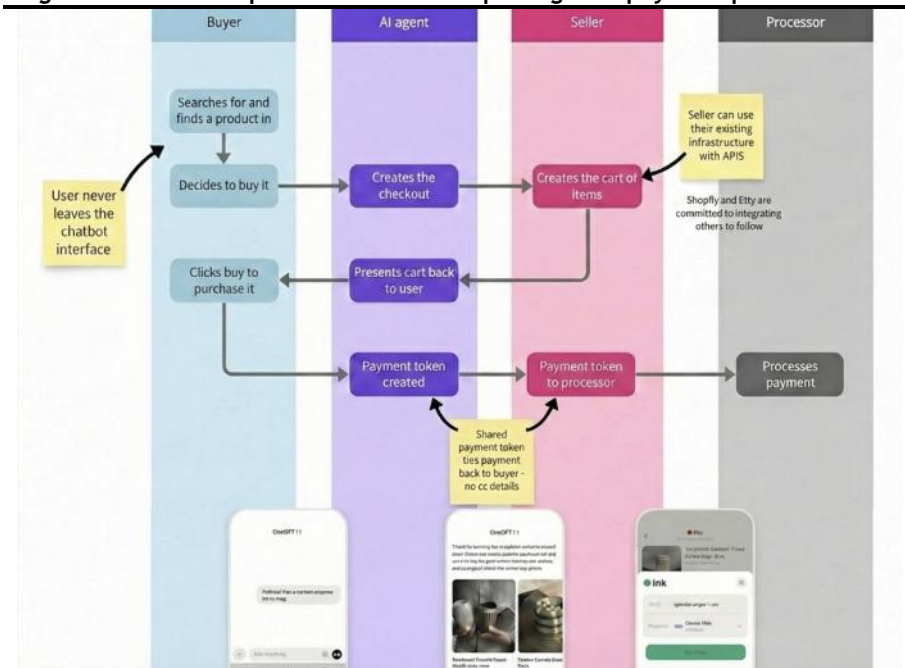 Buyer
AI agent
Seller
Processor
Searches for and
finds a product in
Decides to buy it
Creates the
checkout
Creates the cart of
items
Seller can use
their existing
infrastructure
with APIS
Shopfly and Etty are
committed to integrating
others to follow
User never
leaves the
chatbot
interface
Clicks buy to
purchase it
Presents cart back
to user
Payment token
created
Payment token
to processor
Processes
payment
Shared
payment token
ties payment
back to buyer -
no cc details
Ask Anything
ink